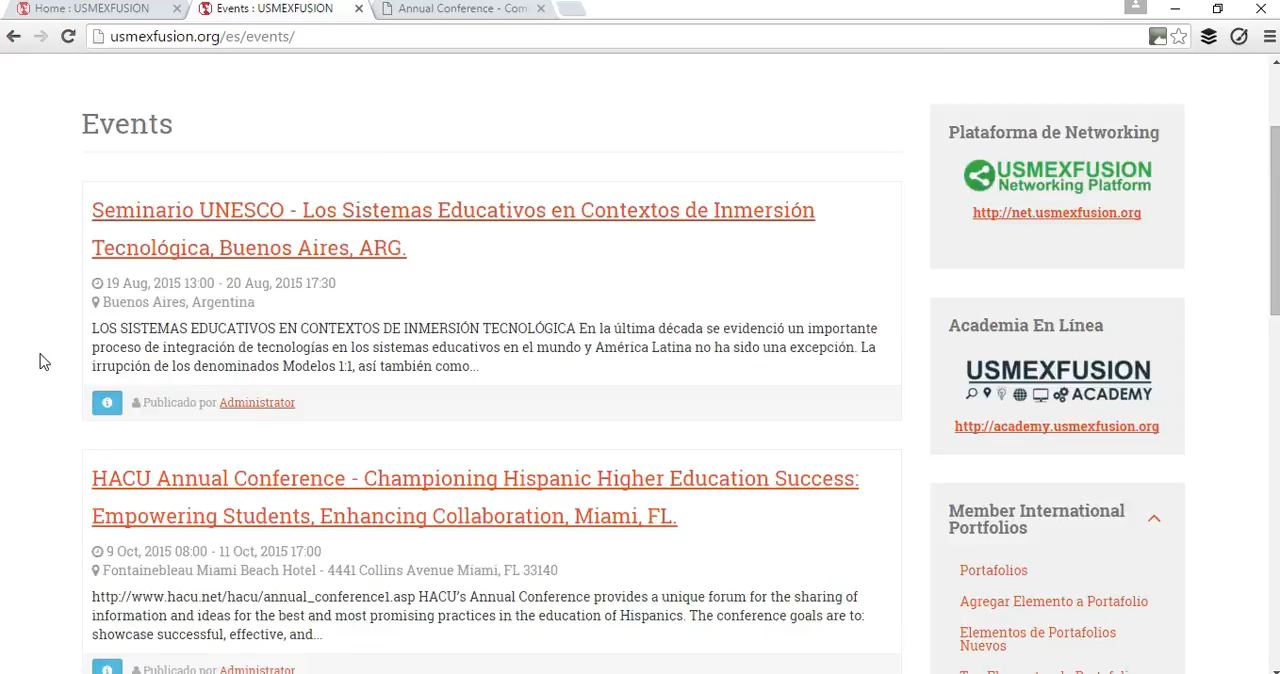 Home : USMEXFUSION
Events : USMEXFUSION
Annual Conference - Com
usmexfusion.org/es/events/
Events
Seminario UNESCO - Los Sistemas Educativos en Contextos de Inmersión
Tecnológica, Buenos Aires, ARG.
19 Aug, 2015 13:00 - 20 Aug, 2015 17:30
Buenos Aires, Argentina
LOS SISTEMAS EDUCATIVOS EN CONTEXTOS DE INMERSIÓN TECNOLÓGICA En la última década se evidenció un importante
proceso de integración de tecnologías en los sistemas educativos en el mundo y América Latina no ha sido una excepción. La
irrupción de los denominados Modelos 1:1, así también como...
Publicado por Administrator
HACU Annual Conference - Championing Hispanic Higher Education Success:
Empowering Students, Enhancing Collaboration, Miami, FL.
9 Oct, 2015 08:00 - 11 Oct, 2015 17:00
Fontainebleau Miami Beach Hotel - 4441 Collins Avenue Miami, FL 33140
http://www.hacu.net/hacu/annual_conference1.asp HACU's Annual Conference provides a unique forum for the sharing of
information and ideas for the best and most promising practices in the education of Hispanics. The conference goals are to:
showcase successful, effective, and...
Publicado por Administrator
Plataforma de Networking
USMEXFUSION
Networking Platform
http://net.usmexfusion.org
Academia En Línea
USMEXFUSION
ACADEMY
http://academy.usmexfusion.org
Member International
Portfolios
Portafolios
Agregar Elemento a Portafolio
Elementos de Portafolios
Nuevos